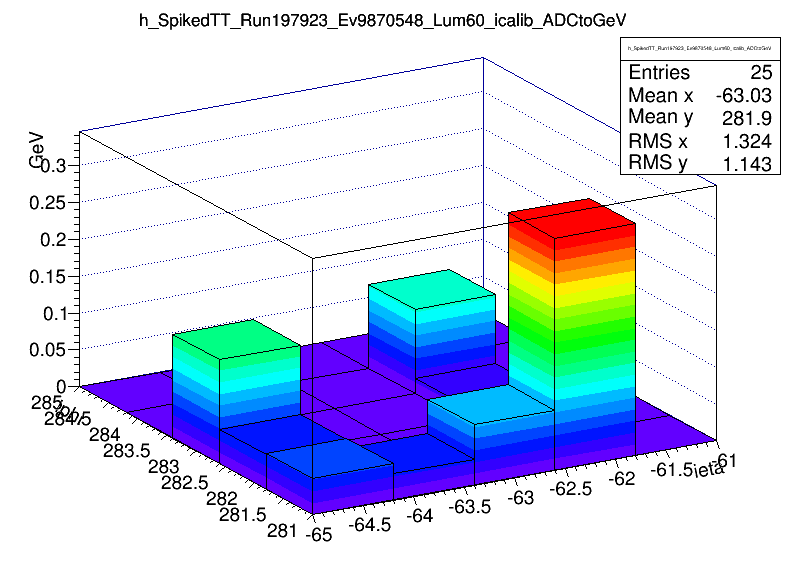 h_SpikedTT_Run197923_Ev9870548_Lum60_icalib_ADCtoGeV
h_SpikedTT_Run197923_Ev9870548_Lum60_icalib_ADCtoGeV
Entries 25
Mean x -63.03
Mean y 281.9
RMS x 1.324
RMS y 1.143
GeV
0.3
0.25
0.2
0.15
0.1
0.05
0
285
284.5
284
283.5
283
282.5
282
281.5
281
-65
-64.5
-64
-63.5
-63
-62.5
-62
-61.5
-61
ieta